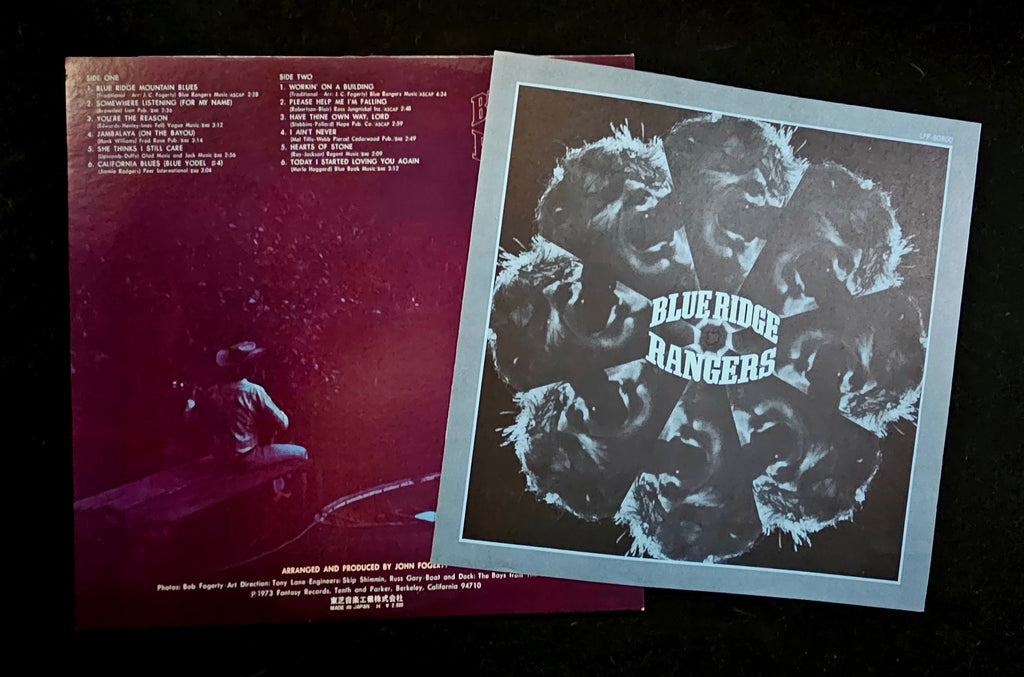 SIDE ONE
1. BLUE RIDGE MOUNTAIN BLUES
(Traditional - Arr: J. C. Fogerty) Blue Rangers Music ASCAP 2:28
2. SOMEWHERE LISTENING (FOR MY NAME)
(Brownlee) Lion Pub. BMI 2:36
3. YOU'RE THE REASON
(Edwards-Henley-Imes Fell) Vogue Music BMI 3:12
4. JAMBALAYA (ON THE BAYOU)
(Hank Williams) Fred Rose Pub. BMI 3:14
5. SHE THINKS I STILL CARE
(Lipscomb-Duffy) Glad Music and Jack Music BMI 2:56
6. CALIFORNIA BLUES (BLUE YODEL #4)
(Jimmie Rodgers) Peer International BMI 3:04
SIDE TWO
1. WORKIN' ON A BUILDING
(Traditional - Arr: J. C. Fogerty) Blue Rangers Music ASCAP 4:34
2. PLEASE HELP ME I'M FALLING
(Robertson-Blair) Ross Jungnickel Inc. ASCAP 2:48
3. HAVE THINE OWN WAY, LORD
(Stebbins-Pollard) Hope Pub. Co. ASCAP 2:59
4. I AIN'T NEVER
(Mel Tillis-Webb Pierce) Cedarwood Pub. BMI 2:49
5. HEARTS OF STONE
(Ray-Jackson) Regent Music BMI 2:09
6. TODAY I STARTED LOVING YOU AGAIN
(Merle Haggard) Blue Book Music BMI 3:12
ARRANGED AND PRODUCED BY JOHN FOGERTY
Photos: Bob Fogerty Art Direction: Tony Lane Engineers: Skip Shimmin, Russ Gary Boat and Dock: The Boys from
℗ 1973 Fantasy Records, Tenth and Parker, Berkeley, California 94710
東芝音楽工業株式会社
MADE IN JAPAN
LFP-80800
BLUE RIDGE
RANGERS